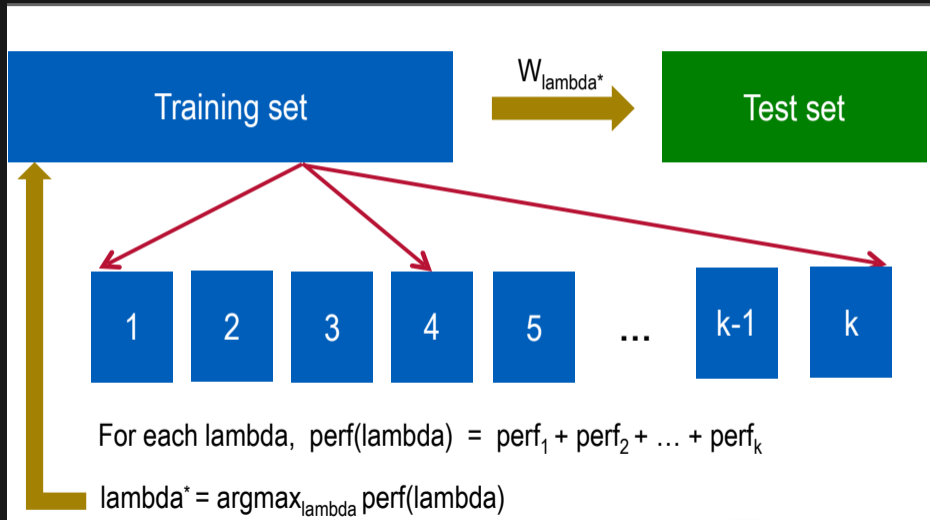 W_lambda*
Training set
Test set
1 2 3 4 5 ... k-1 k
For each lambda, perf(lambda) = perf_1 + perf_2 + ... + perf_k
lambda* = argmax_lambda perf(lambda)